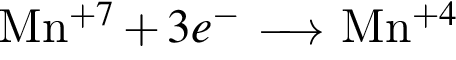 Mn⁺⁷ + 3e⁻ ⟶ Mn⁺⁴